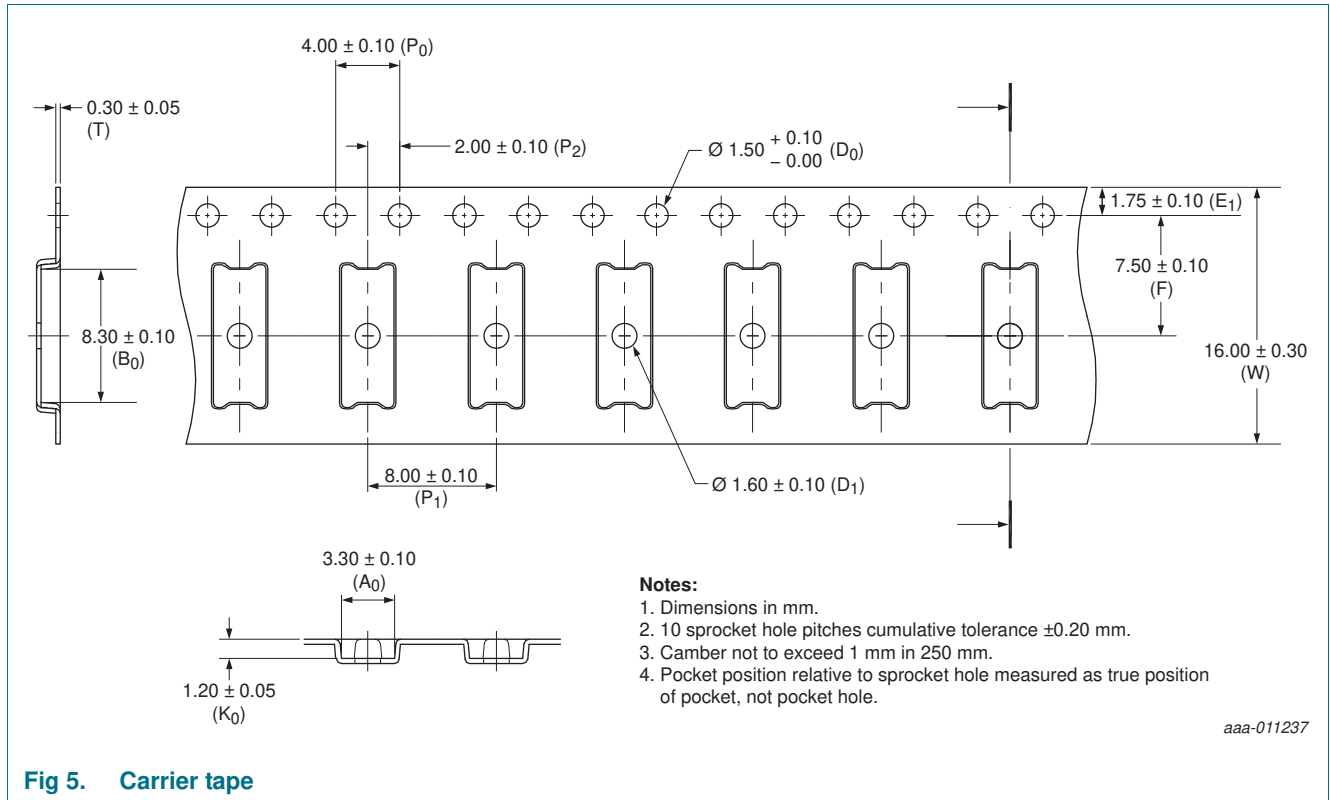 4.00 ± 0.10 (P0)
0.30 ± 0.05
(T)
2.00 ± 0.10 (P2)
Ø 1.50 + 0.10 − 0.00 (D0)
1.75 ± 0.10 (E1)
7.50 ± 0.10
(F)
8.30 ± 0.10
(B0)
16.00 ± 0.30
(W)
8.00 ± 0.10
(P1)
Ø 1.60 ± 0.10 (D1)
3.30 ± 0.10
(A0)
1.20 ± 0.05
(K0)
Notes:
1. Dimensions in mm.
2. 10 sprocket hole pitches cumulative tolerance ±0.20 mm.
3. Camber not to exceed 1 mm in 250 mm.
4. Pocket position relative to sprocket hole measured as true position
of pocket, not pocket hole.
aaa-011237
Fig 5. Carrier tape